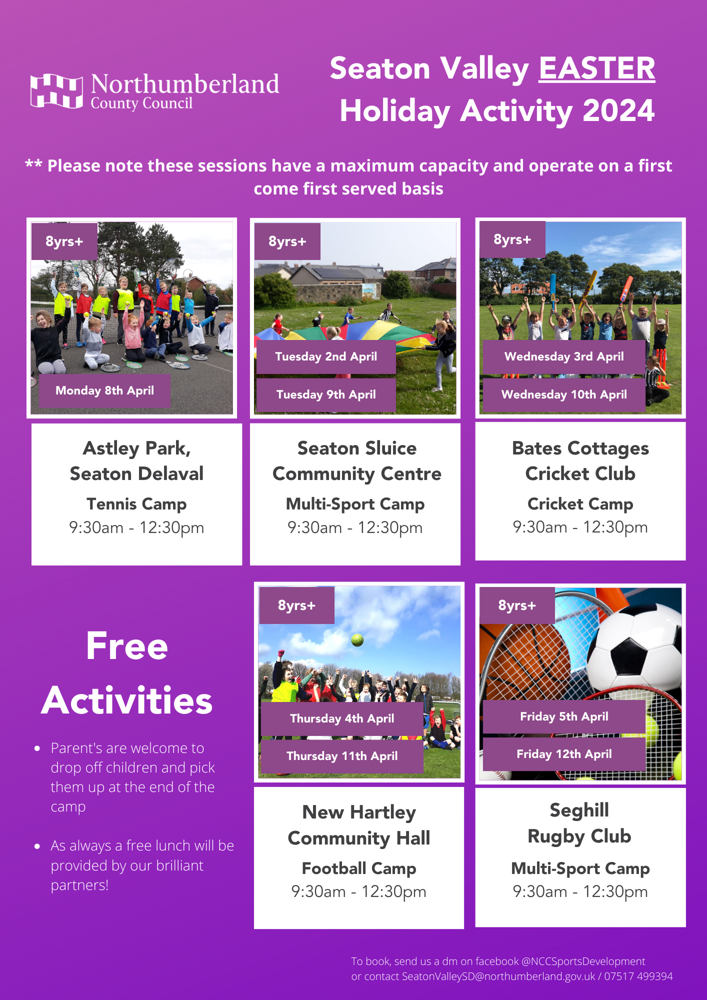 Northumberland
County Council
Seaton Valley EASTER
Holiday Activity 2024
** Please note these sessions have a maximum capacity and operate on a first
come first served basis
8yrs+
Monday 8th April
Astley Park,
Seaton Delaval
Tennis Camp
9:30am - 12:30pm
8yrs+
Tuesday 2nd April
Tuesday 9th April
Seaton Sluice
Community Centre
Multi-Sport Camp
9:30am - 12:30pm
8yrs+
Wednesday 3rd April
Wednesday 10th April
Bates Cottages
Cricket Club
Cricket Camp
9:30am - 12:30pm
Free
Activities
• Parent's are welcome to
drop off children and pick
them up at the end of the
camp
• As always a free lunch will be
provided by our brilliant
partners!
8yrs+
Thursday 4th April
Thursday 11th April
New Hartley
Community Hall
Football Camp
9:30am - 12:30pm
8yrs+
Friday 5th April
Friday 12th April
Seghill
Rugby Club
Multi-Sport Camp
9:30am - 12:30pm
To book, send us a dm on facebook @NCCSportsDevelopment
or contact SeatonValleySD@northumberland.gov.uk / 07517 499394